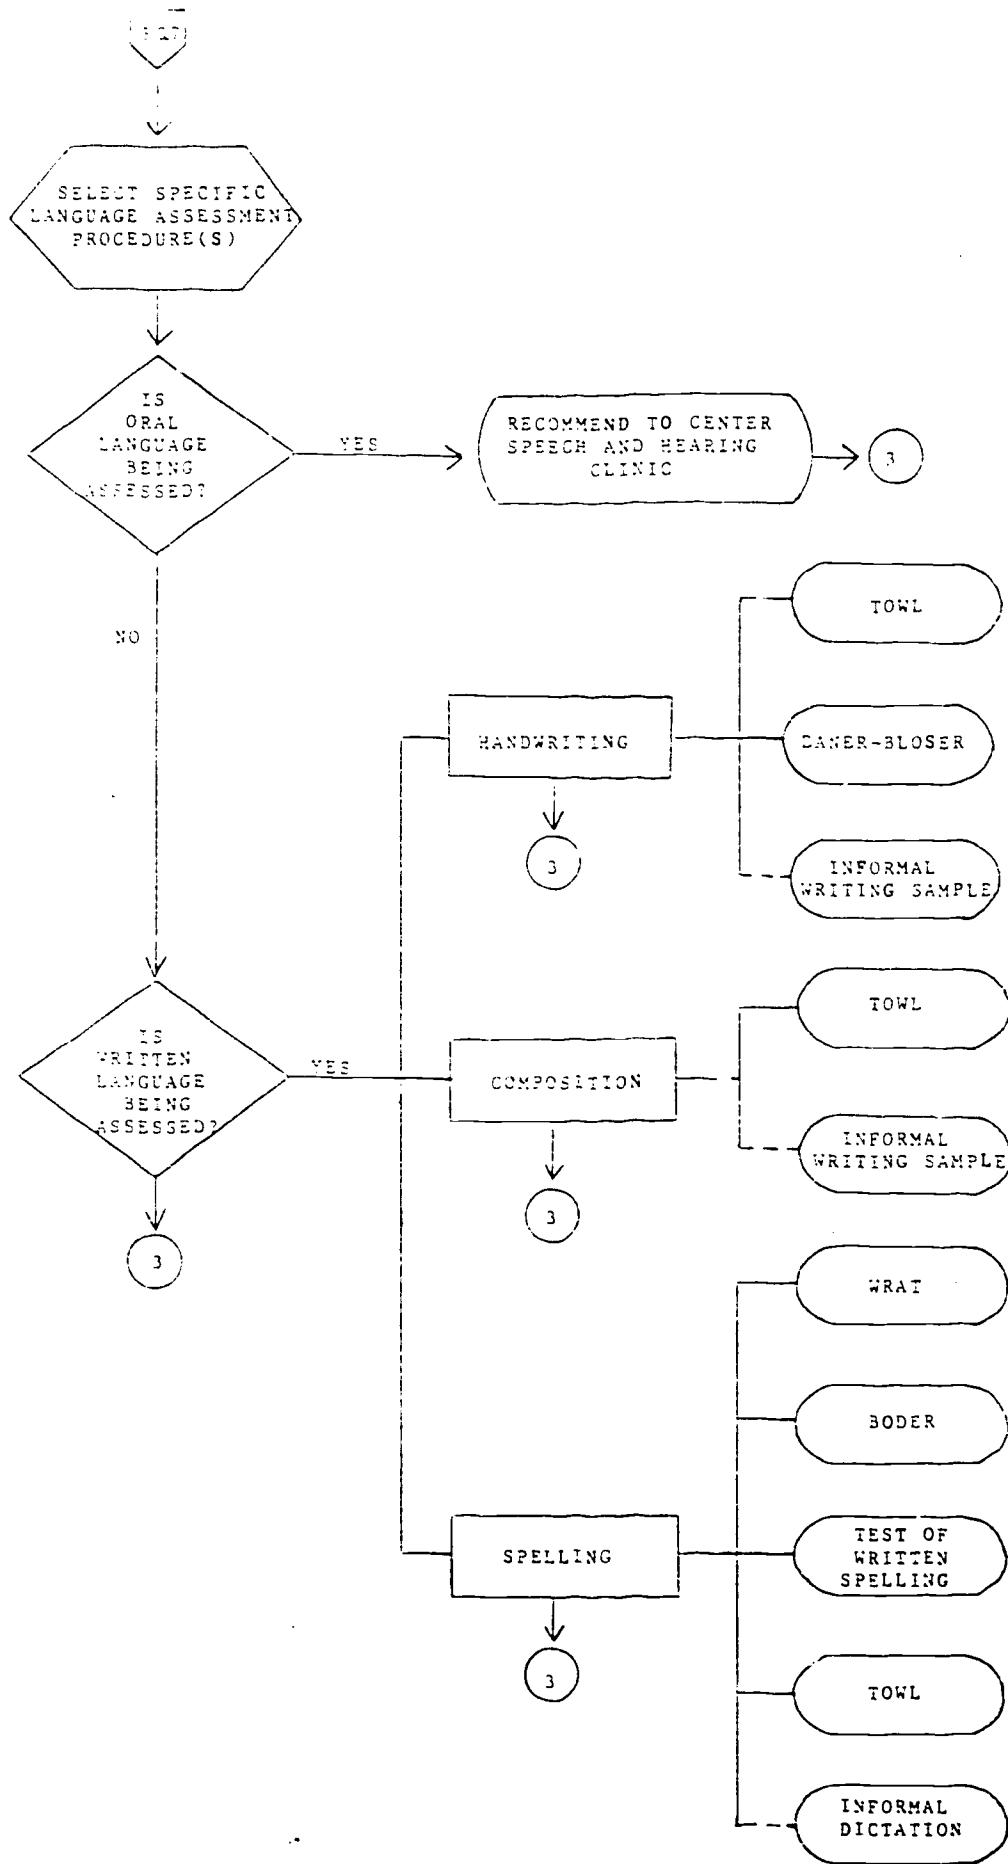 SELECT SPECIFIC
LANGUAGE ASSESSMENT
PROCEDURE(S)
IS
ORAL
LANGUAGE
BEING
ASSESSED?
YES
RECOMMEND TO CENTER
SPEECH AND HEARING
CLINIC
3
NO
TOWL
HANDWRITING
ZANER-BLOSER
3
INFORMAL
WRITING SAMPLE
IS
WRITTEN
LANGUAGE
BEING
ASSESSED?
YES
COMPOSITION
TOWL
INFORMAL
WRITING SAMPLE
3
3
WRAT
BODER
SPELLING
TEST OF
WRITTEN
SPELLING
3
TOWL
INFORMAL
DICTATION